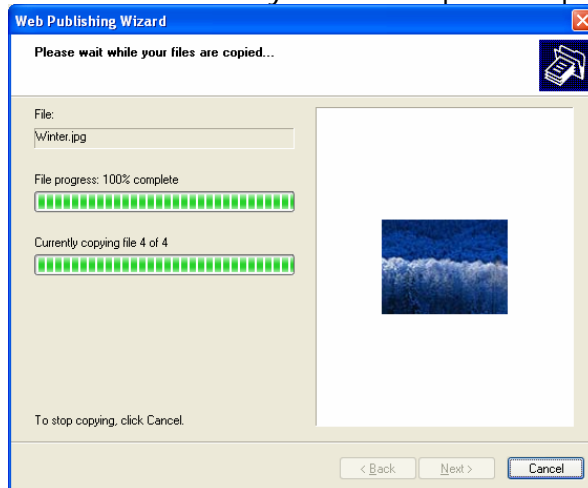 Web Publishing Wizard
Please wait while your files are copied...
File:
Winter.jpg
File progress: 100% complete
Currently copying file 4 of 4
To stop copying, click Cancel.
< Back Next > Cancel